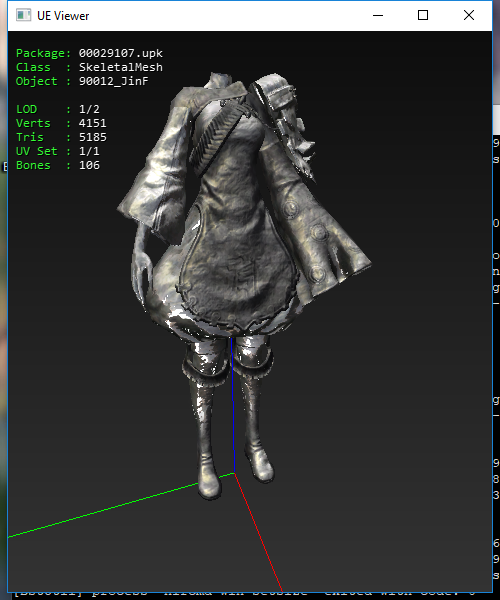 UE Viewer
Package: 00029107.upk
Class : SkeletalMesh
Object : 90012_JinF
LOD : 1/2
Verts : 4151
Tris : 5185
UV Set : 1/1
Bones : 106